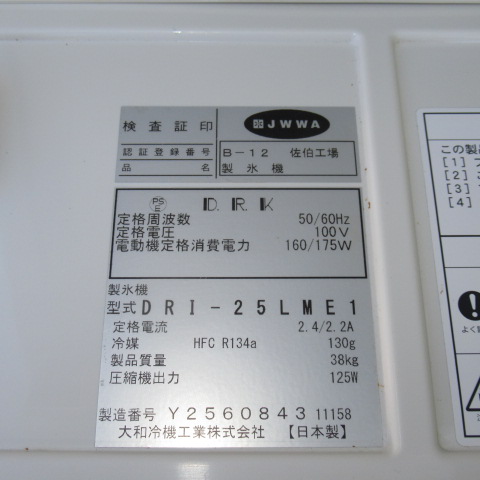 検査証印 JWWA
認証登録番号 B-12 佐伯工場
品名 製氷機
PS E D.R.K
定格周波数 50/60Hz
定格電圧 100V
電動機定格消費電力 160/175W
製氷機
型式 DRI-25LME1
定格電流 2.4/2.2A
冷媒 HFC R134a 130g
製品質量 38kg
圧縮機出力 125W
製造番号 Y2560843 11158
大和冷機工業株式会社 【日本製】
この製
[1]
[2]
[3]
[4]